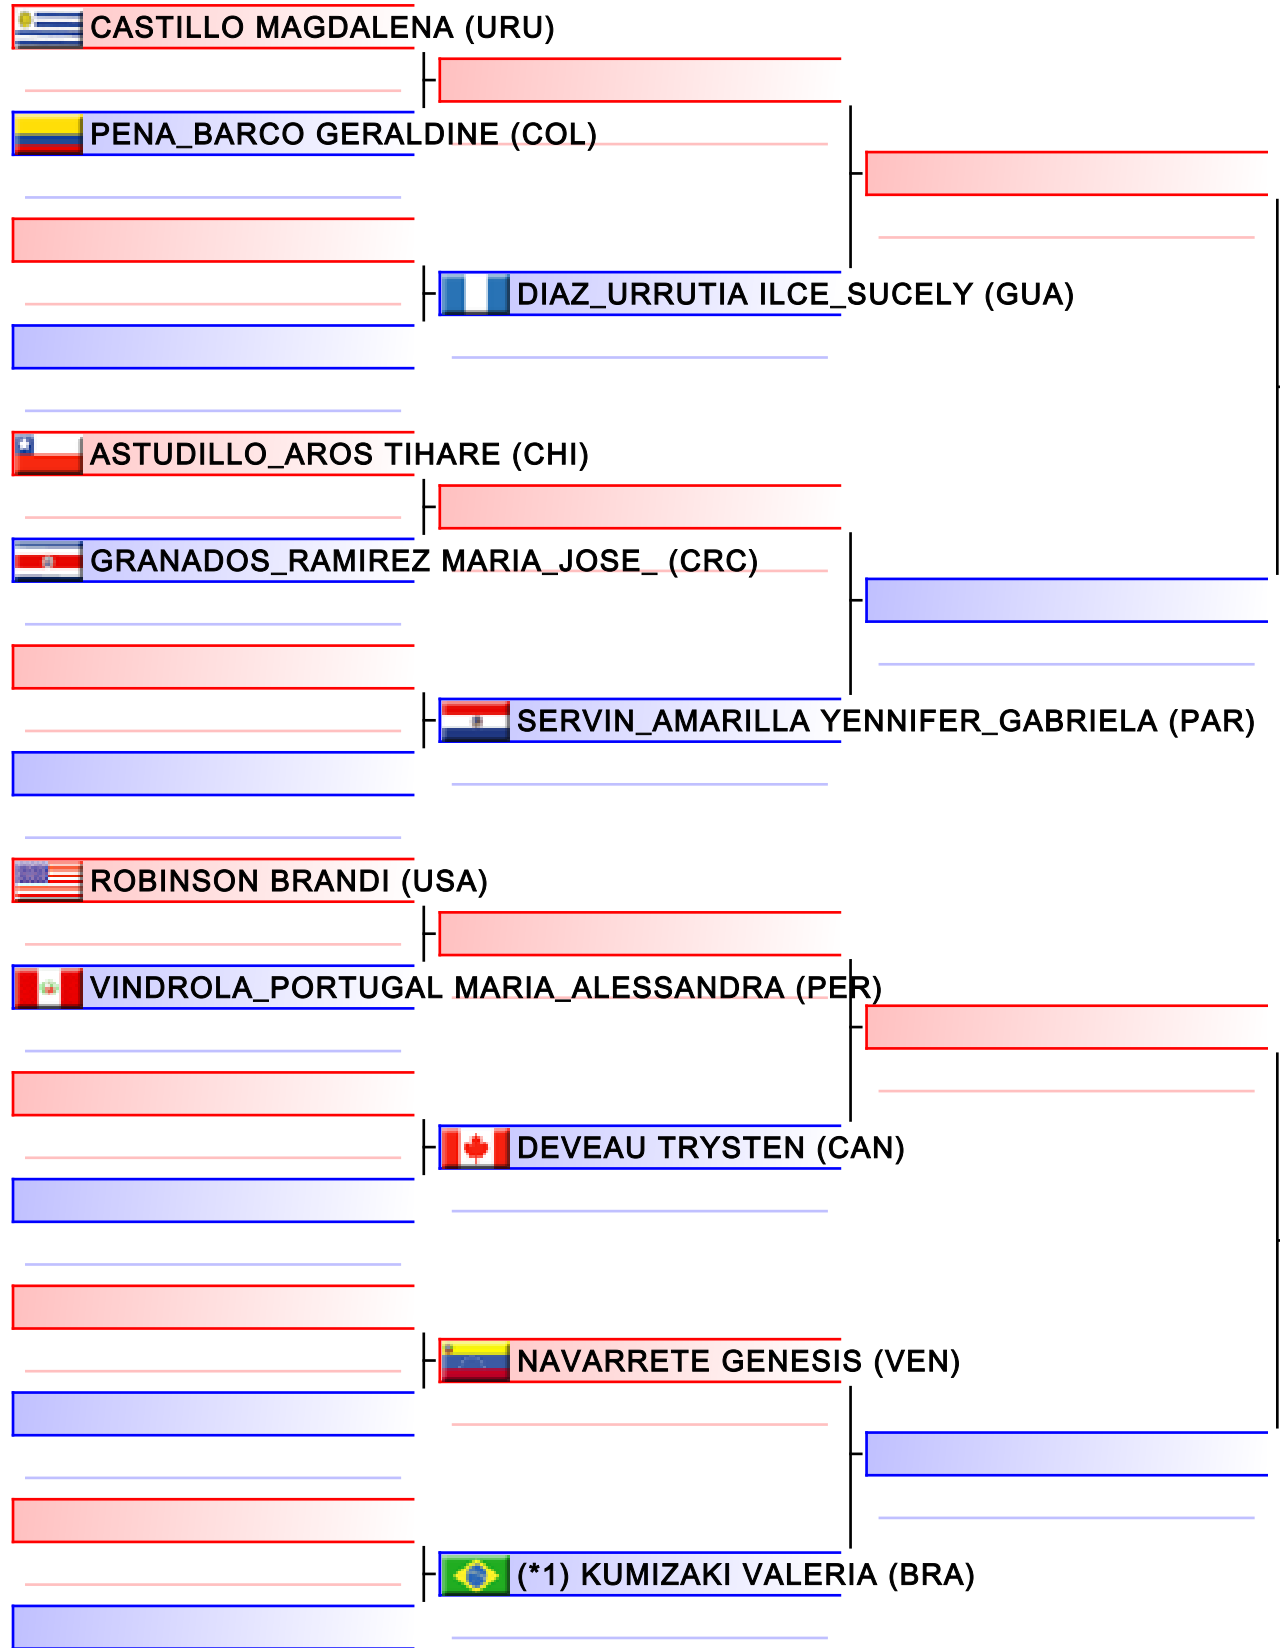 CASTILLO MAGDALENA (URU)
PENA_BARCO GERALDINE (COL)
DIAZ_URRUTIA ILCE_SUCELY (GUA)
ASTUDILLO_AROS TIHARE (CHI)
GRANADOS_RAMIREZ MARIA_JOSE_ (CRC)
SERVIN_AMARILLA YENNIFER_GABRIELA (PAR)
ROBINSON BRANDI (USA)
VINDROLA_PORTUGAL MARIA_ALESSANDRA (PER)
DEVEAU TRYSTEN (CAN)
NAVARRETE GENESIS (VEN)
(*1) KUMIZAKI VALERIA (BRA)